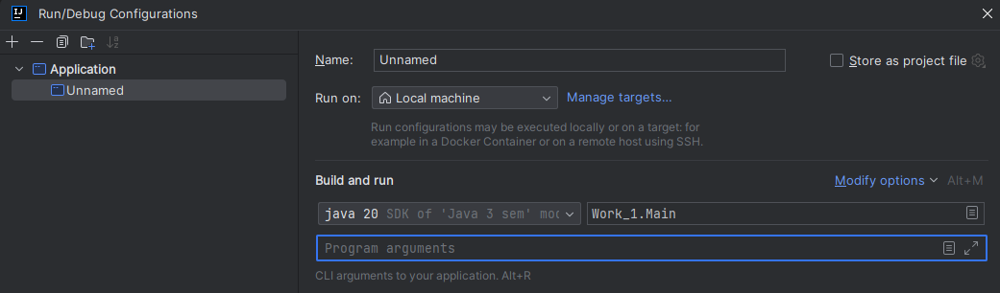 IJ Run/Debug Configurations
Application
Unnamed
Name: Unnamed
Store as project file
Run on: Local machine Manage targets...
Run configurations may be executed locally or on a target: for
example in a Docker Container or on a remote host using SSH.
Build and run
Modify options Alt+M
java 20 SDK of 'Java 3 sem' mod
Work_1.Main
Program arguments
CLI arguments to your application. Alt+R